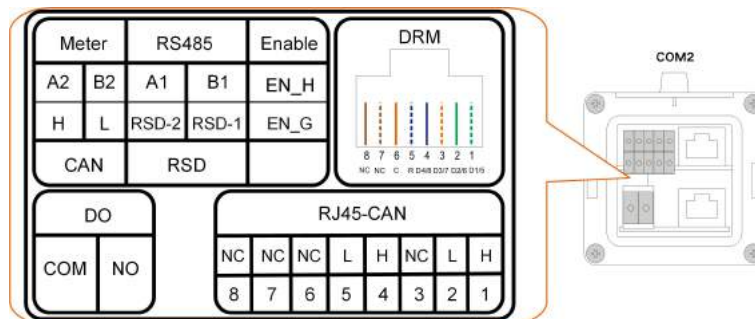 Meter RS485 Enable
A2 B2 A1 B1 EN_H
H L RSD-2 RSD-1 EN_G
CAN RSD
DRM
8 7 6 5 4 3 2 1
NC NC C R D4/8 D3/7 D2/6 D1/5
DO
COM NO
RJ45-CAN
NC NC NC L H NC L H
8 7 6 5 4 3 2 1
COM2